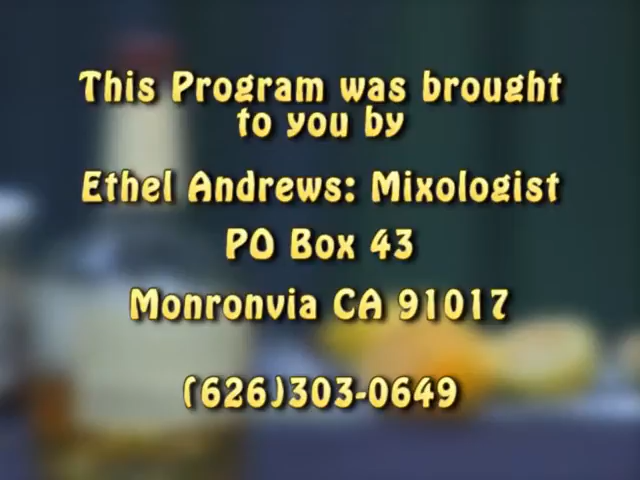 This Program was brought
to you by
Ethel Andrews: Mixologist
PO Box 43
Monronvia CA 91017
(626)303-0649